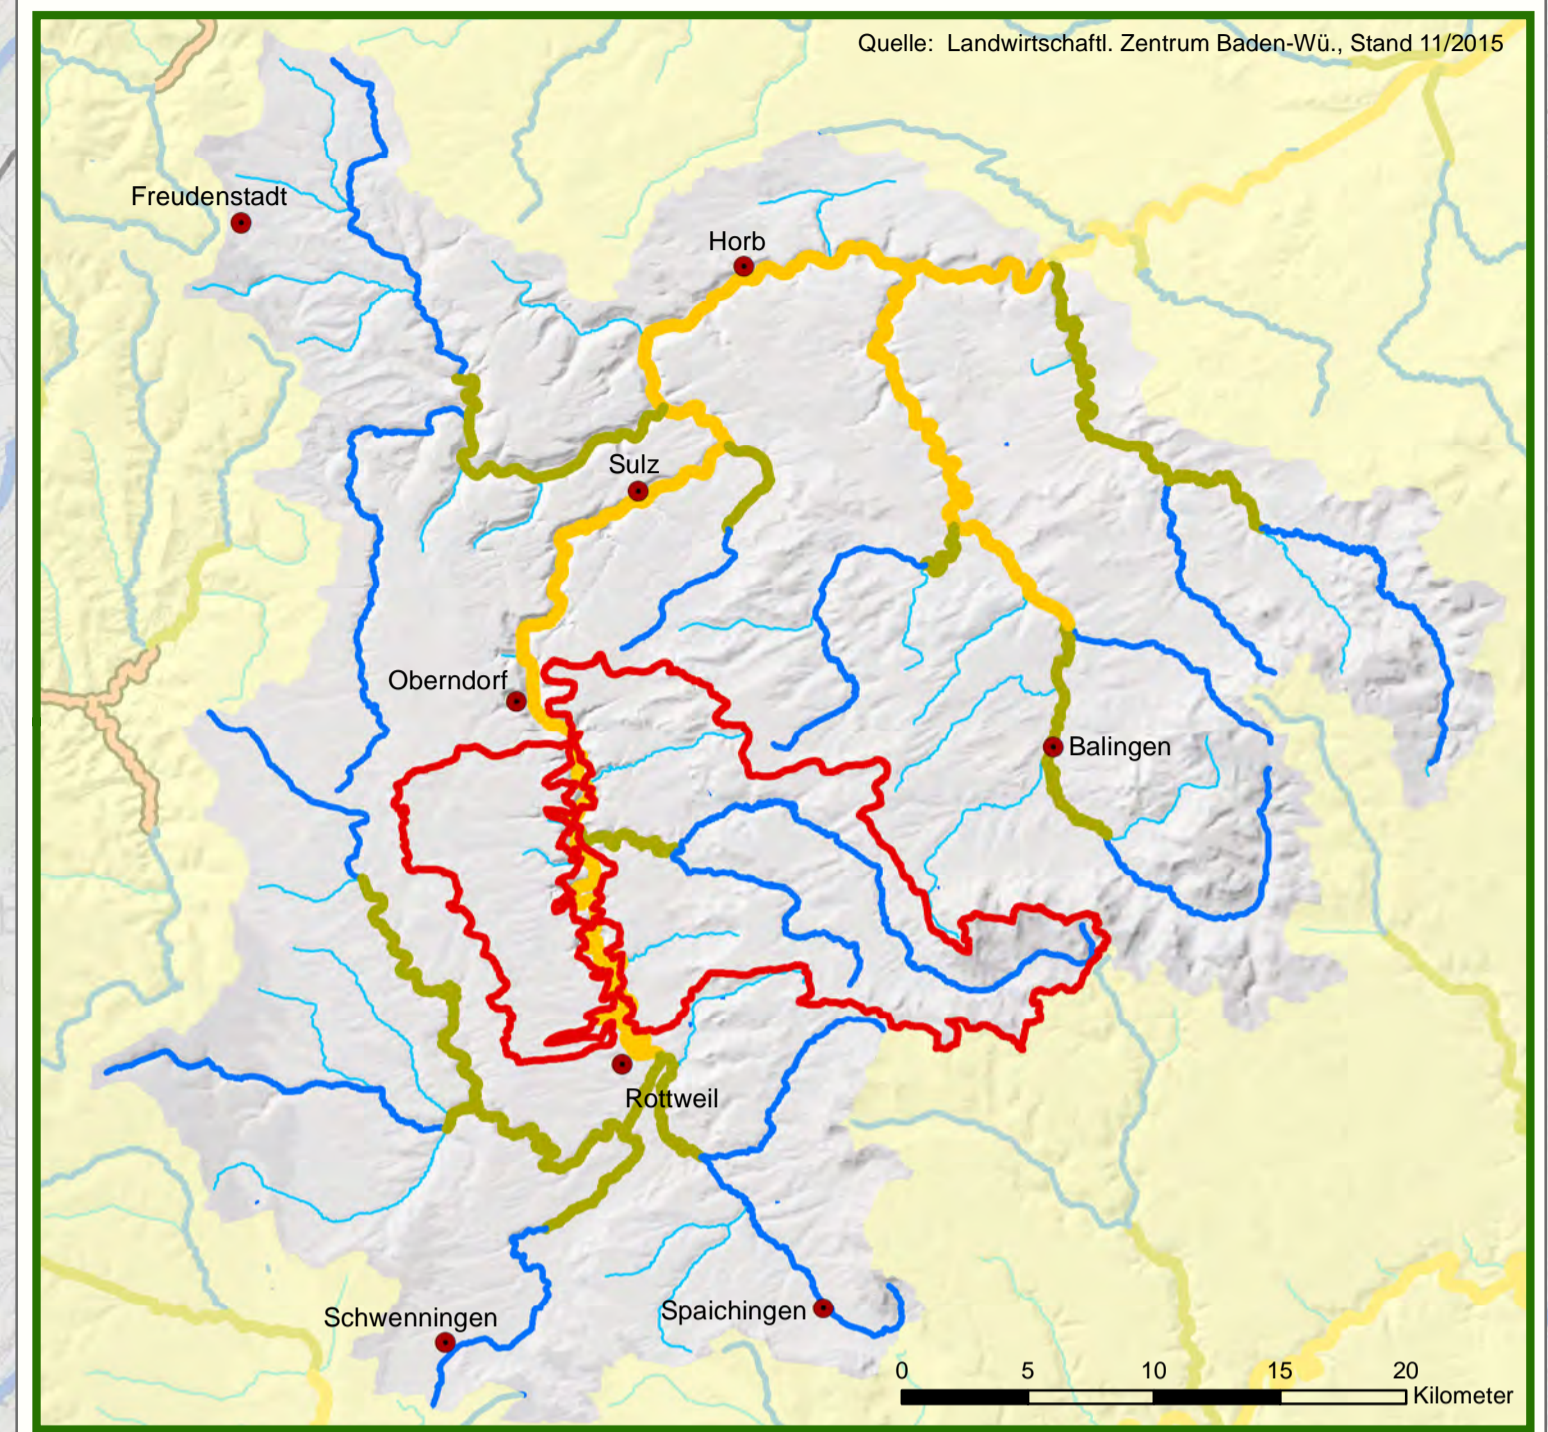 Quelle:  Landwirtschaftl. Zentrum Baden-Wü., Stand 11/2015
Freudenstadt
Horb
Sulz
Oberndorf
Balingen
Rottweil
Schwenningen
Spaichingen
0 5 10 15 20
Kilometer